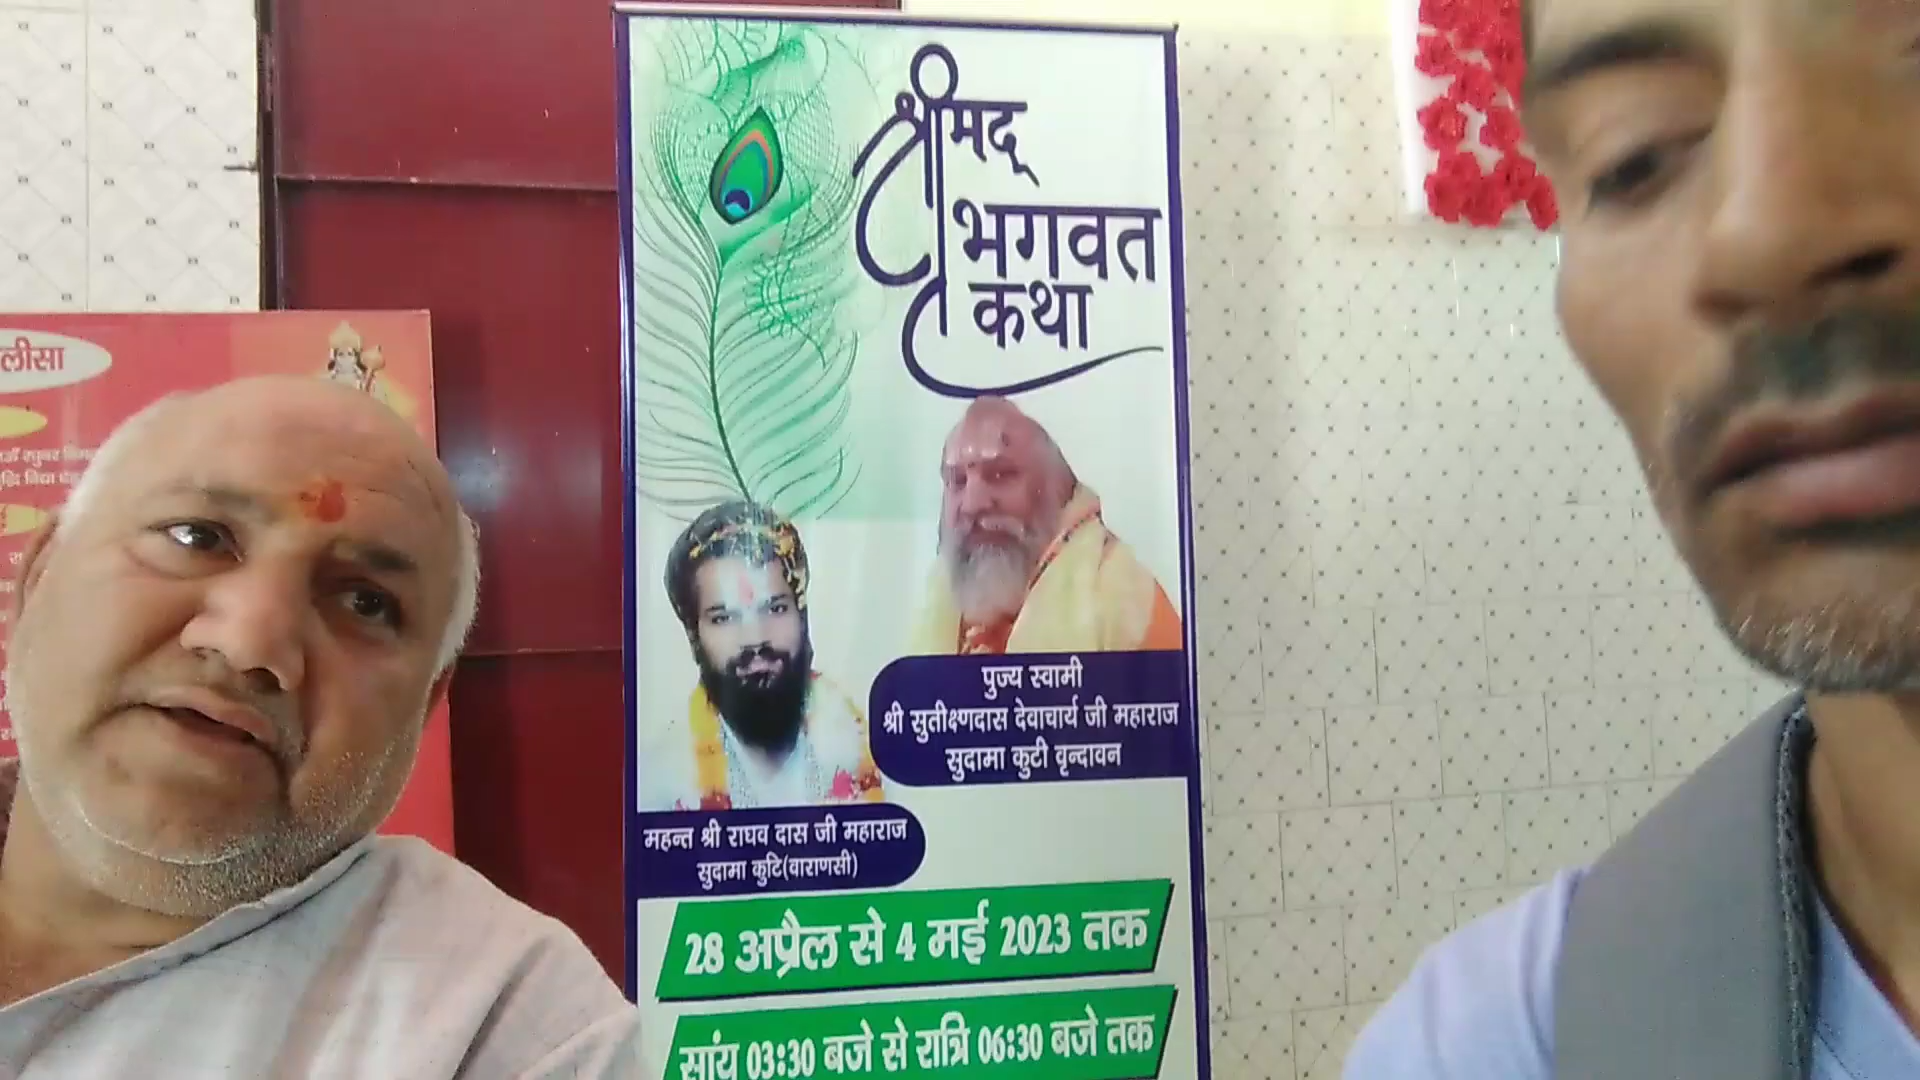 श्रीमद्
भगवत
कथा
पुज्य स्वामी
श्री सुतीक्ष्णदास देवाचार्य जी महाराज
सुदामा कुटी वृन्दावन
महन्त श्री राघव दास जी महाराज
सुदामा कुटि(वाराणसी)
28 अप्रैल से 4 मई 2023 तक
सांय 03:30 बजे से रात्रि 06:30 बजे तक
लीसा